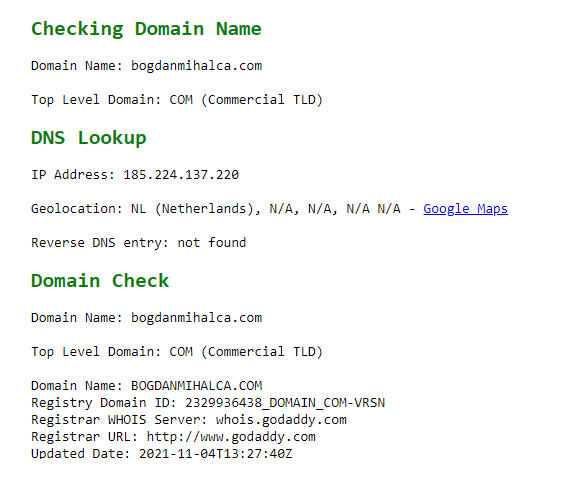 Checking Domain Name
Domain Name: bogdanmihalca.com
Top Level Domain: COM (Commercial TLD)
DNS Lookup
IP Address: 185.224.137.220
Geolocation: NL (Netherlands), N/A, N/A, N/A N/A - Google Maps
Reverse DNS entry: not found
Domain Check
Domain Name: bogdanmihalca.com
Top Level Domain: COM (Commercial TLD)
Domain Name: BOGDANMIHALCA.COM
Registry Domain ID: 2329936438_DOMAIN_COM-VRSN
Registrar WHOIS Server: whois.godaddy.com
Registrar URL: http://www.godaddy.com
Updated Date: 2021-11-04T13:27:40Z